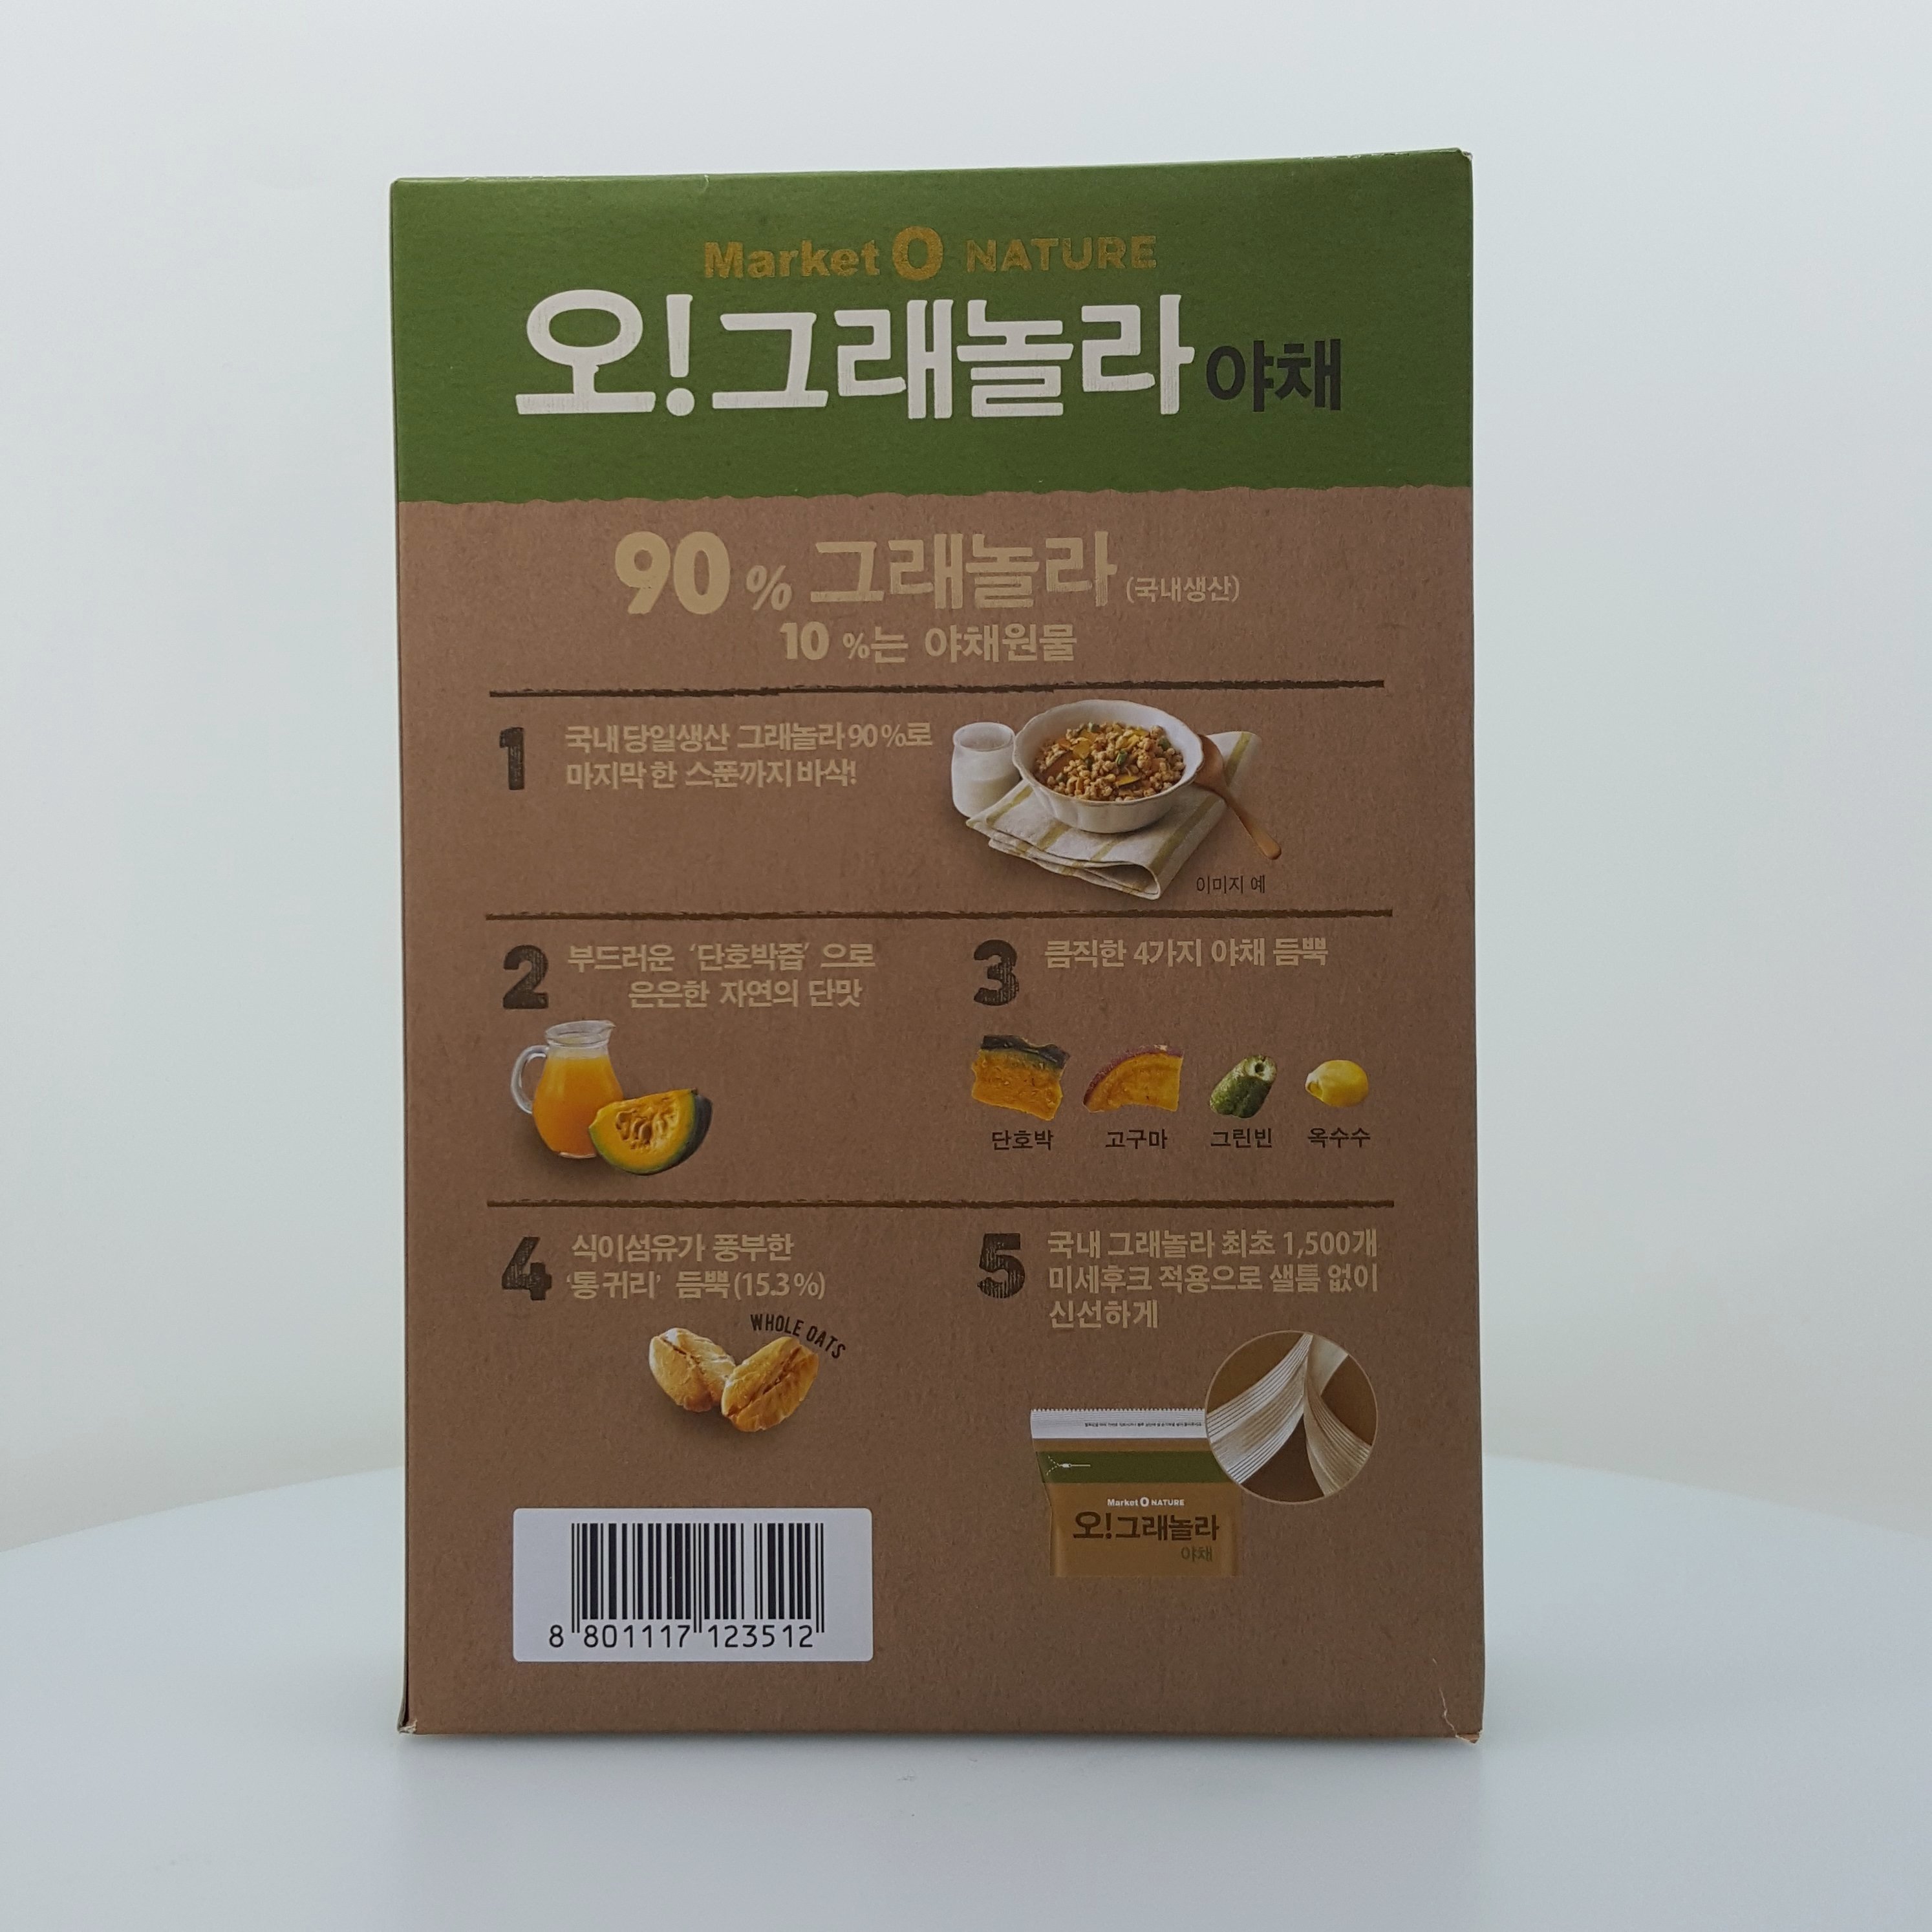 Market O NATURE
오!그래놀라 야채
90 % 그래놀라 (국내생산)
10 %는 야채원물
1 국내당일생산 그래놀라 90%로
마지막 한 스푼까지 바삭!
이미지 예
2 부드러운 '단호박즙' 으로
은은한 자연의 단맛
3 큼직한 4가지 야채 듬뿍
단호박 고구마 그린빈 옥수수
4 식이섬유가 풍부한
'통귀리' 듬뿍(15.3%)
WHOLE OATS
5 국내 그래놀라 최초 1,500개
미세후크 적용으로 샐틈 없이
신선하게
Market O NATURE
오!그래놀라
야채
8 801117 123512